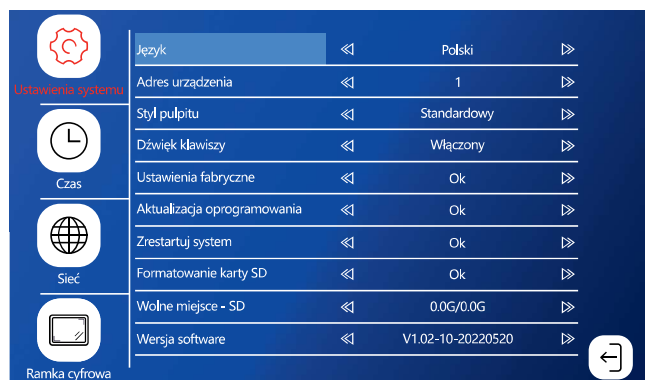 Ustawienia systemu
Czas
Sieć
Ramka cyfrowa
Język Polski
Adres urządzenia 1
Styl pulpitu Standardowy
Dźwięk klawiszy Włączony
Ustawienia fabryczne Ok
Aktualizacja oprogramowania Ok
Zrestartuj system Ok
Formatowanie karty SD Ok
Wolne miejsce - SD 0.0G/0.0G
Wersja software V1.02-10-20220520